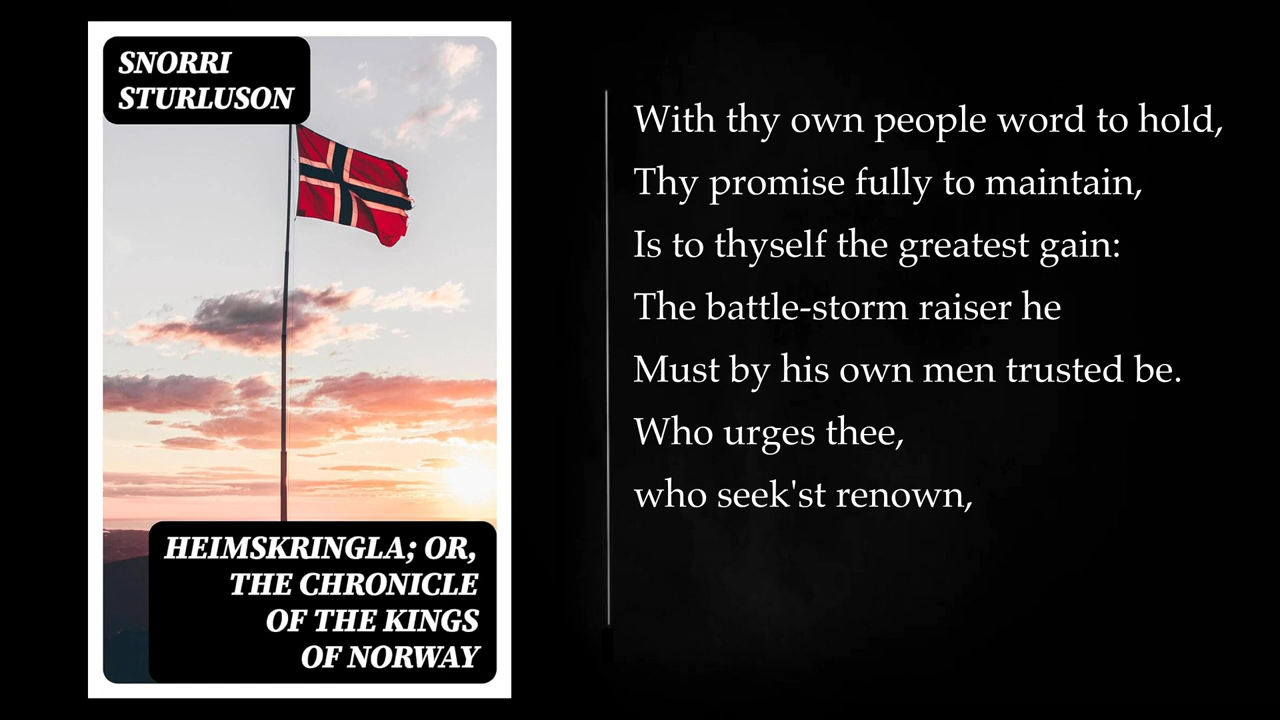 SNORRI
STURLUSON
HEIMSKRINGLA; OR,
THE CHRONICLE
OF THE KINGS
OF NORWAY
With thy own people word to hold,
Thy promise fully to maintain,
Is to thyself the greatest gain:
The battle-storm raiser he
Must by his own men trusted be.
Who urges thee,
who seek'st renown,